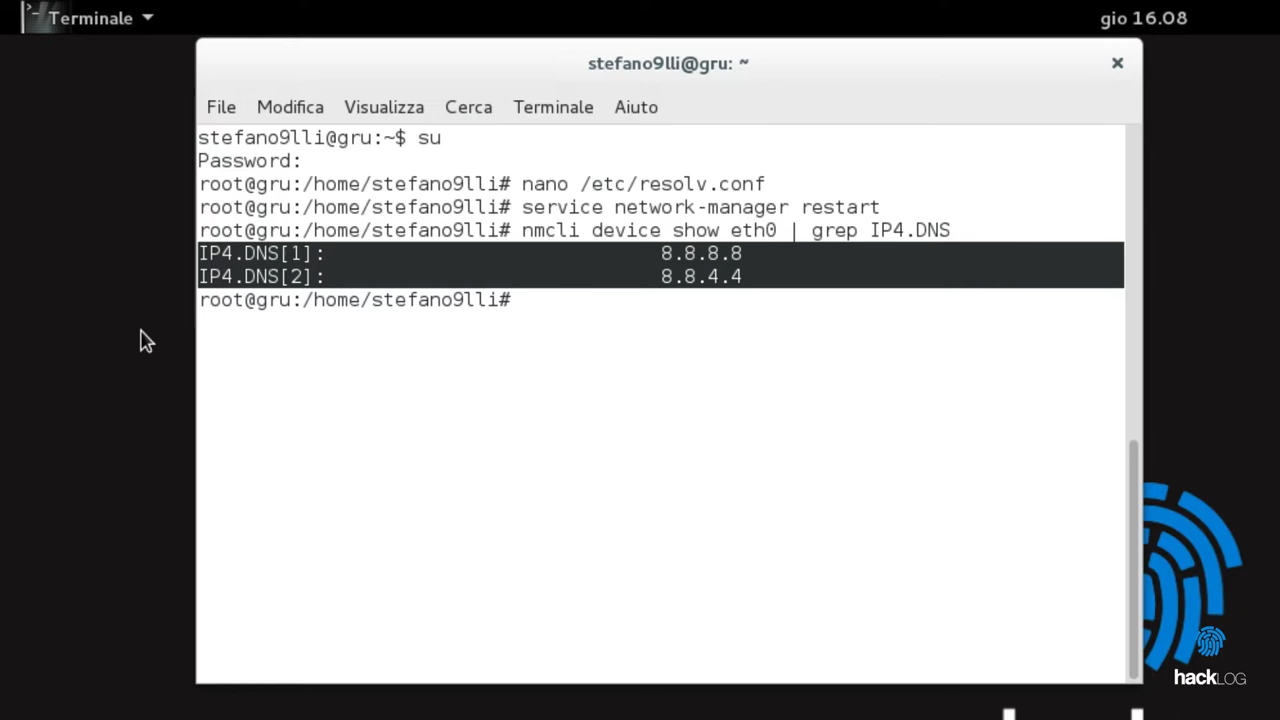 Terminale
gio 16.08
stefano9lli@gru: ~
File Modifica Visualizza Cerca Terminale Aiuto
stefano9lli@gru:~$ su
Password:
root@gru:/home/stefano9lli# nano /etc/resolv.conf
root@gru:/home/stefano9lli# service network-manager restart
root@gru:/home/stefano9lli# nmcli device show eth0 | grep IP4.DNS
IP4.DNS[1]: 8.8.8.8
IP4.DNS[2]: 8.8.4.4
root@gru:/home/stefano9lli#
hackLOG